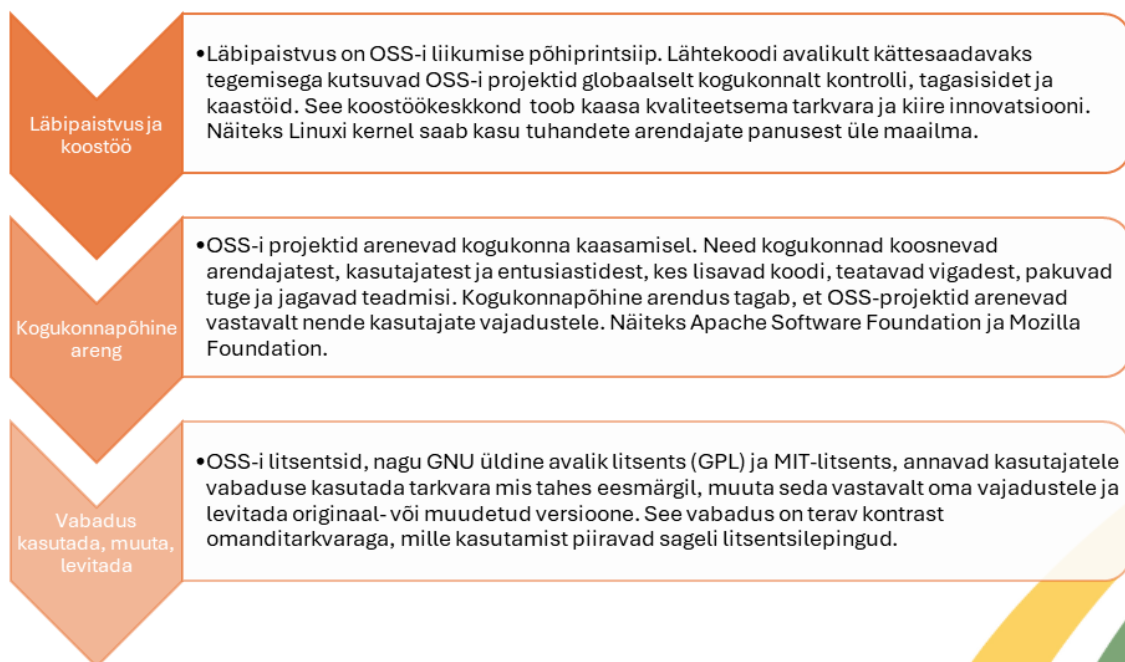 Läbipaistvus ja
koostöö
•Läbipaistvus on OSS-i liikumise põhiprintsiip. Lähtekoodi avalikult kättesaadavaks
tegemisega kutsuvad OSS-i projektid globaalselt kogukonnalt kontrolli, tagasisidet ja
kaastöid. See koostöökeskkond toob kaasa kvaliteetsema tarkvara ja kiire innovatsiooni.
Näiteks Linuxi kernel saab kasu tuhandete arendajate panusest üle maailma.
Kogukonnapõhine
areng
•OSS-i projektid arenevad kogukonna kaasamisel. Need kogukonnad koosnevad
arendajatest, kasutajatest ja entusiastidest, kes lisavad koodi, teatavad vigadest, pakuvad
tuge ja jagavad teadmisi. Kogukonnapõhine arendus tagab, et OSS-projektid arenevad
vastavalt nende kasutajate vajadustele. Näiteks Apache Software Foundation ja Mozilla
Foundation.
Vabadus
kasutada, muuta,
levitada
•OSS-i litsentsid, nagu GNU üldine avalik litsents (GPL) ja MIT-litsents, annavad kasutajatele
vabaduse kasutada tarkvara mis tahes eesmärgil, muuta seda vastavalt oma vajadustele ja
levitada originaal- või muudetud versioone. See vabadus on terav kontrast
omanditarkvaraga, mille kasutamist piiravad sageli litsentsilepingud.